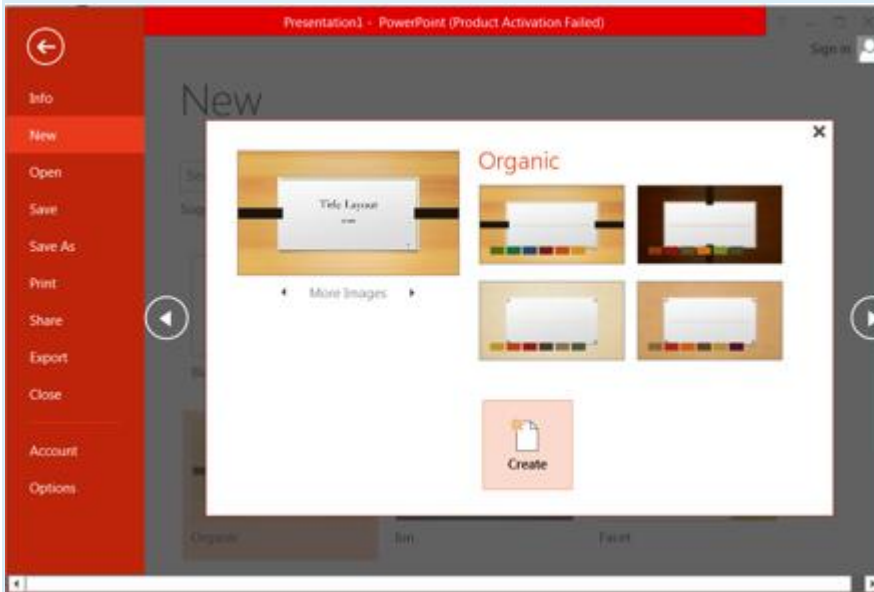 Presentation1 - PowerPoint (Product Activation Failed)
Sign in
Info
New
Open
Save
Save As
Print
Share
Export
Close
Account
Options
New
Organic
Title Layout
More Images
Create
Organic
Ion
Facet